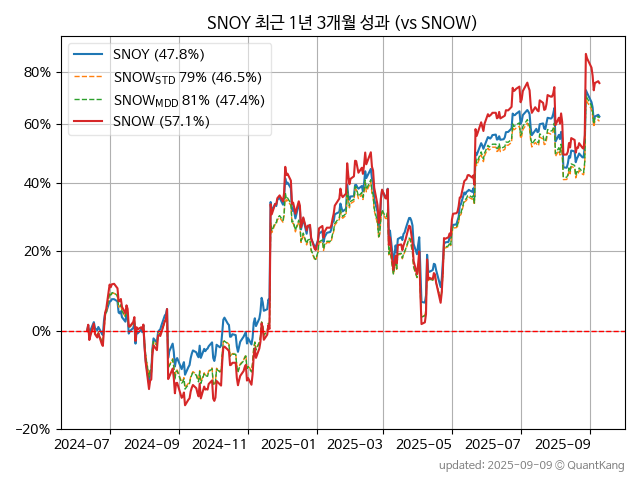 SNOY 최근 1년 3개월 성과 (vs SNOW)
SNOY (47.8%)
SNOW_STD 79% (46.5%)
SNOW_MDD 81% (47.4%)
SNOW (57.1%)
80%
60%
40%
20%
0%
−20%
2024-07 2024-09 2024-11 2025-01 2025-03 2025-05 2025-07 2025-09
updated: 2025-09-09 © QuantKang